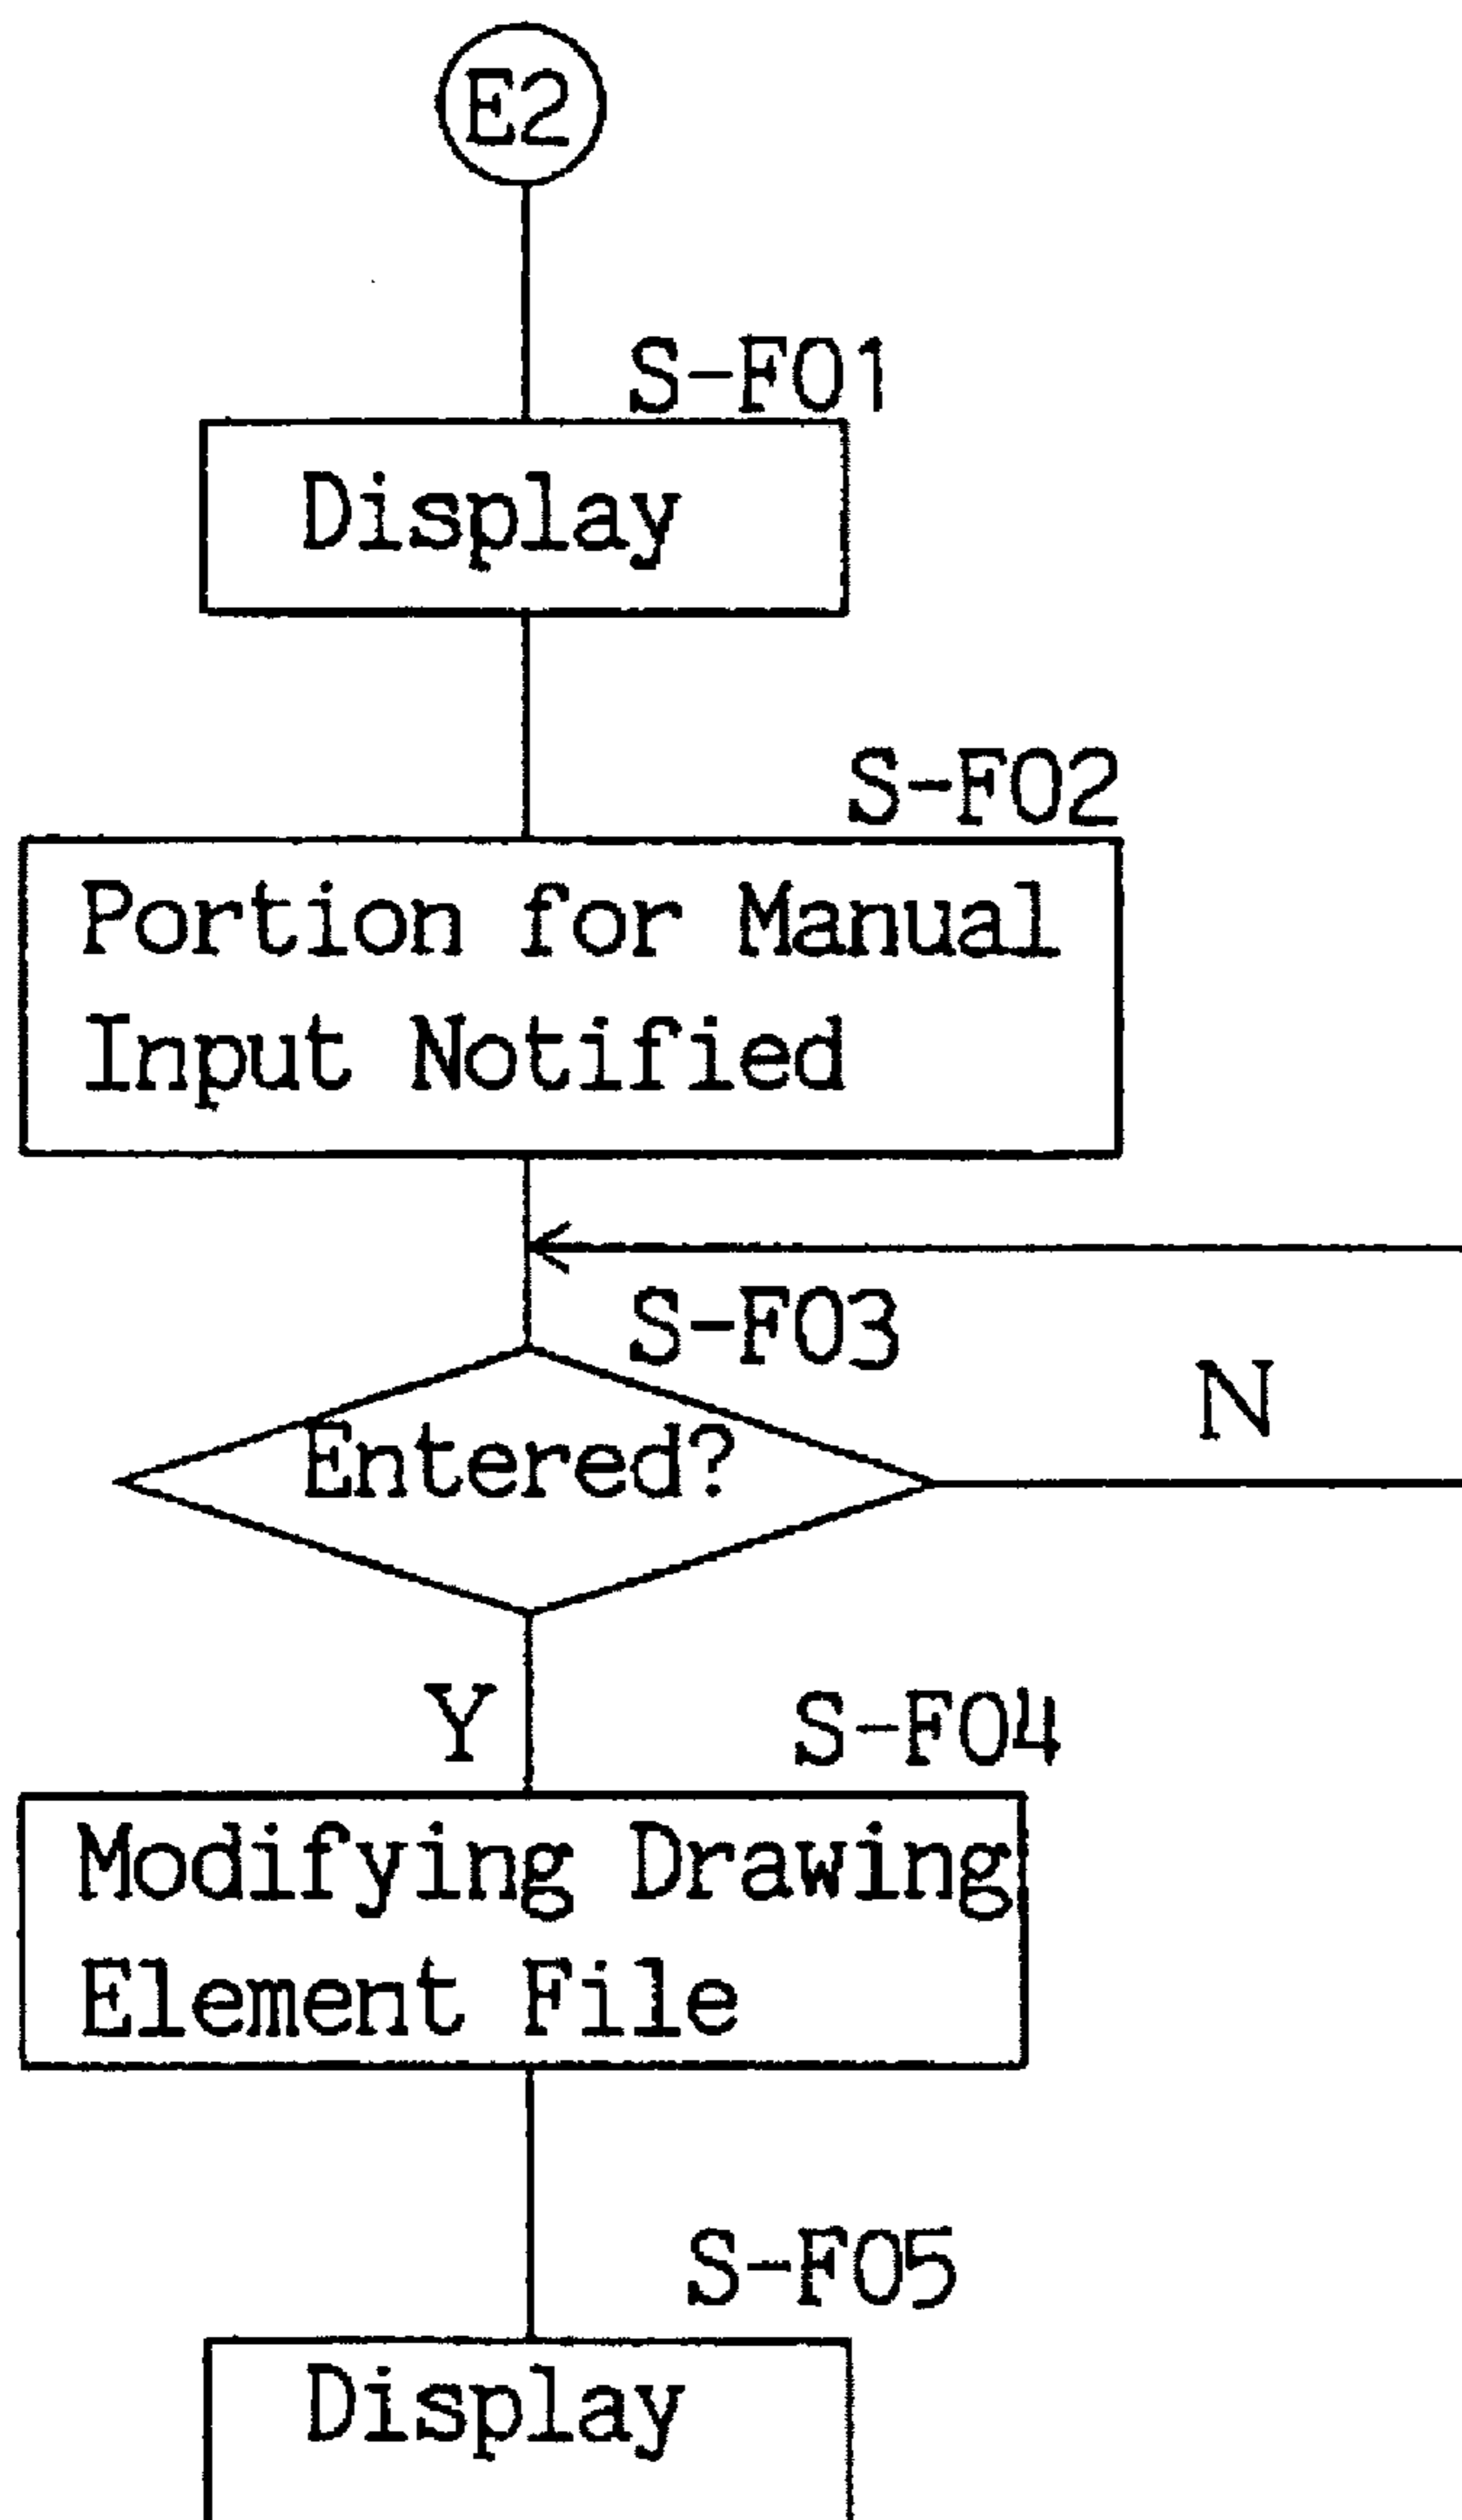 E2
S-F01
Display
S-F02
Portion for Manual
Input Notified
S-F03
N
Entered?
Y
S-F04
Modifying Drawing
Element File
S-F05
Display